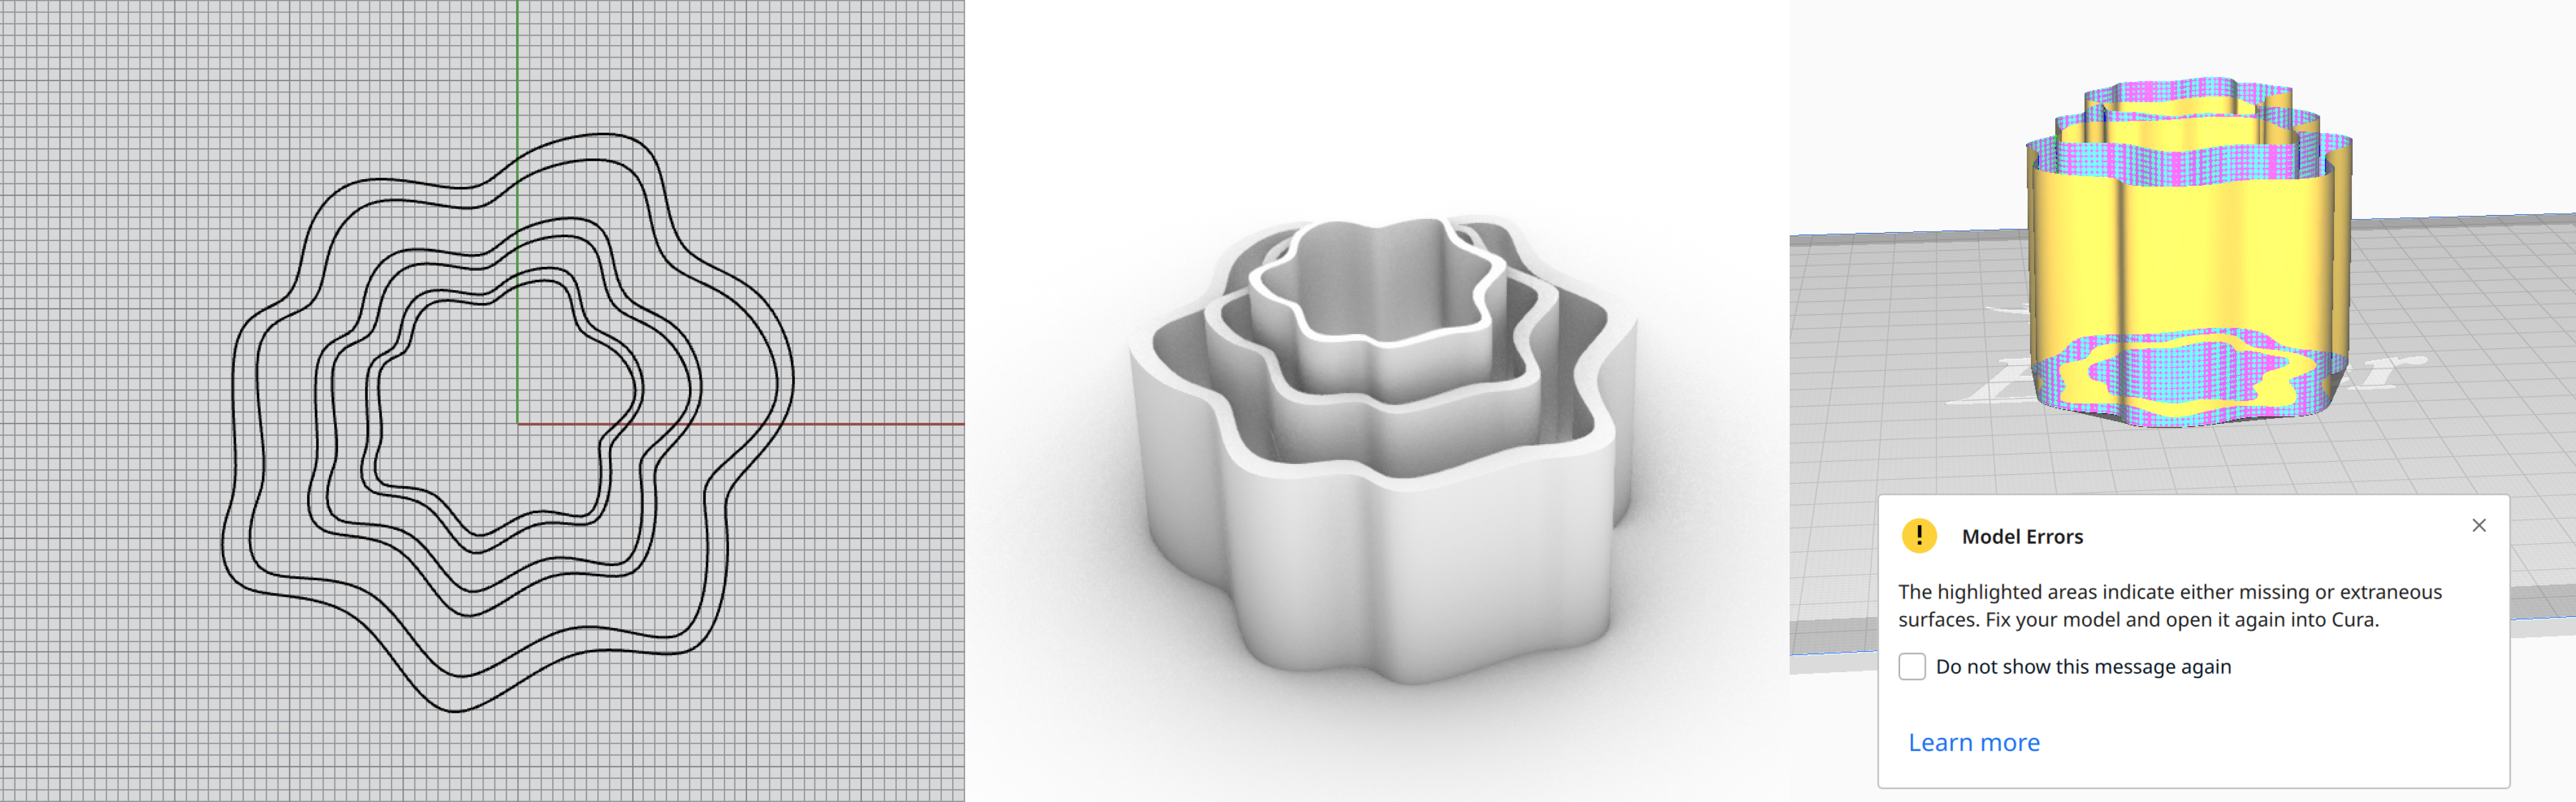 Model Errors
The highlighted areas indicate either missing or extraneous
surfaces. Fix your model and open it again into Cura.
Do not show this message again
Learn more